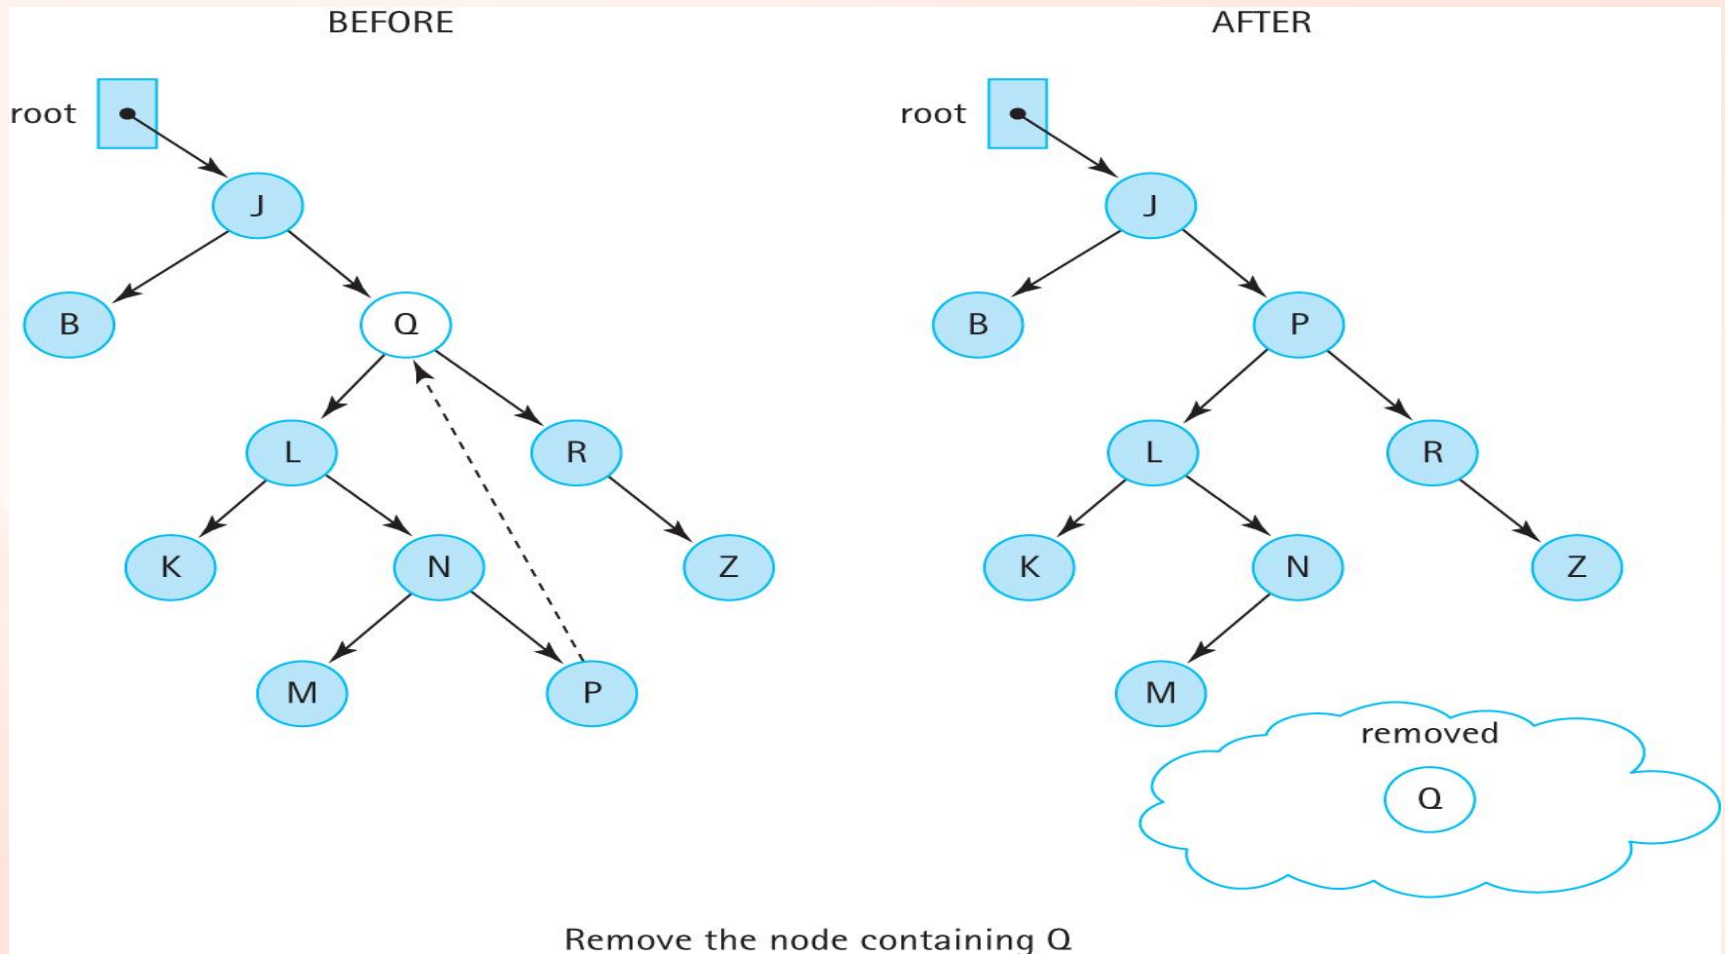 BEFORE
AFTER
root
root
J
J
B
Q
B
P
L
R
L
R
K
N
Z
K
N
Z
M
P
M
removed
Q
Remove the node containing Q